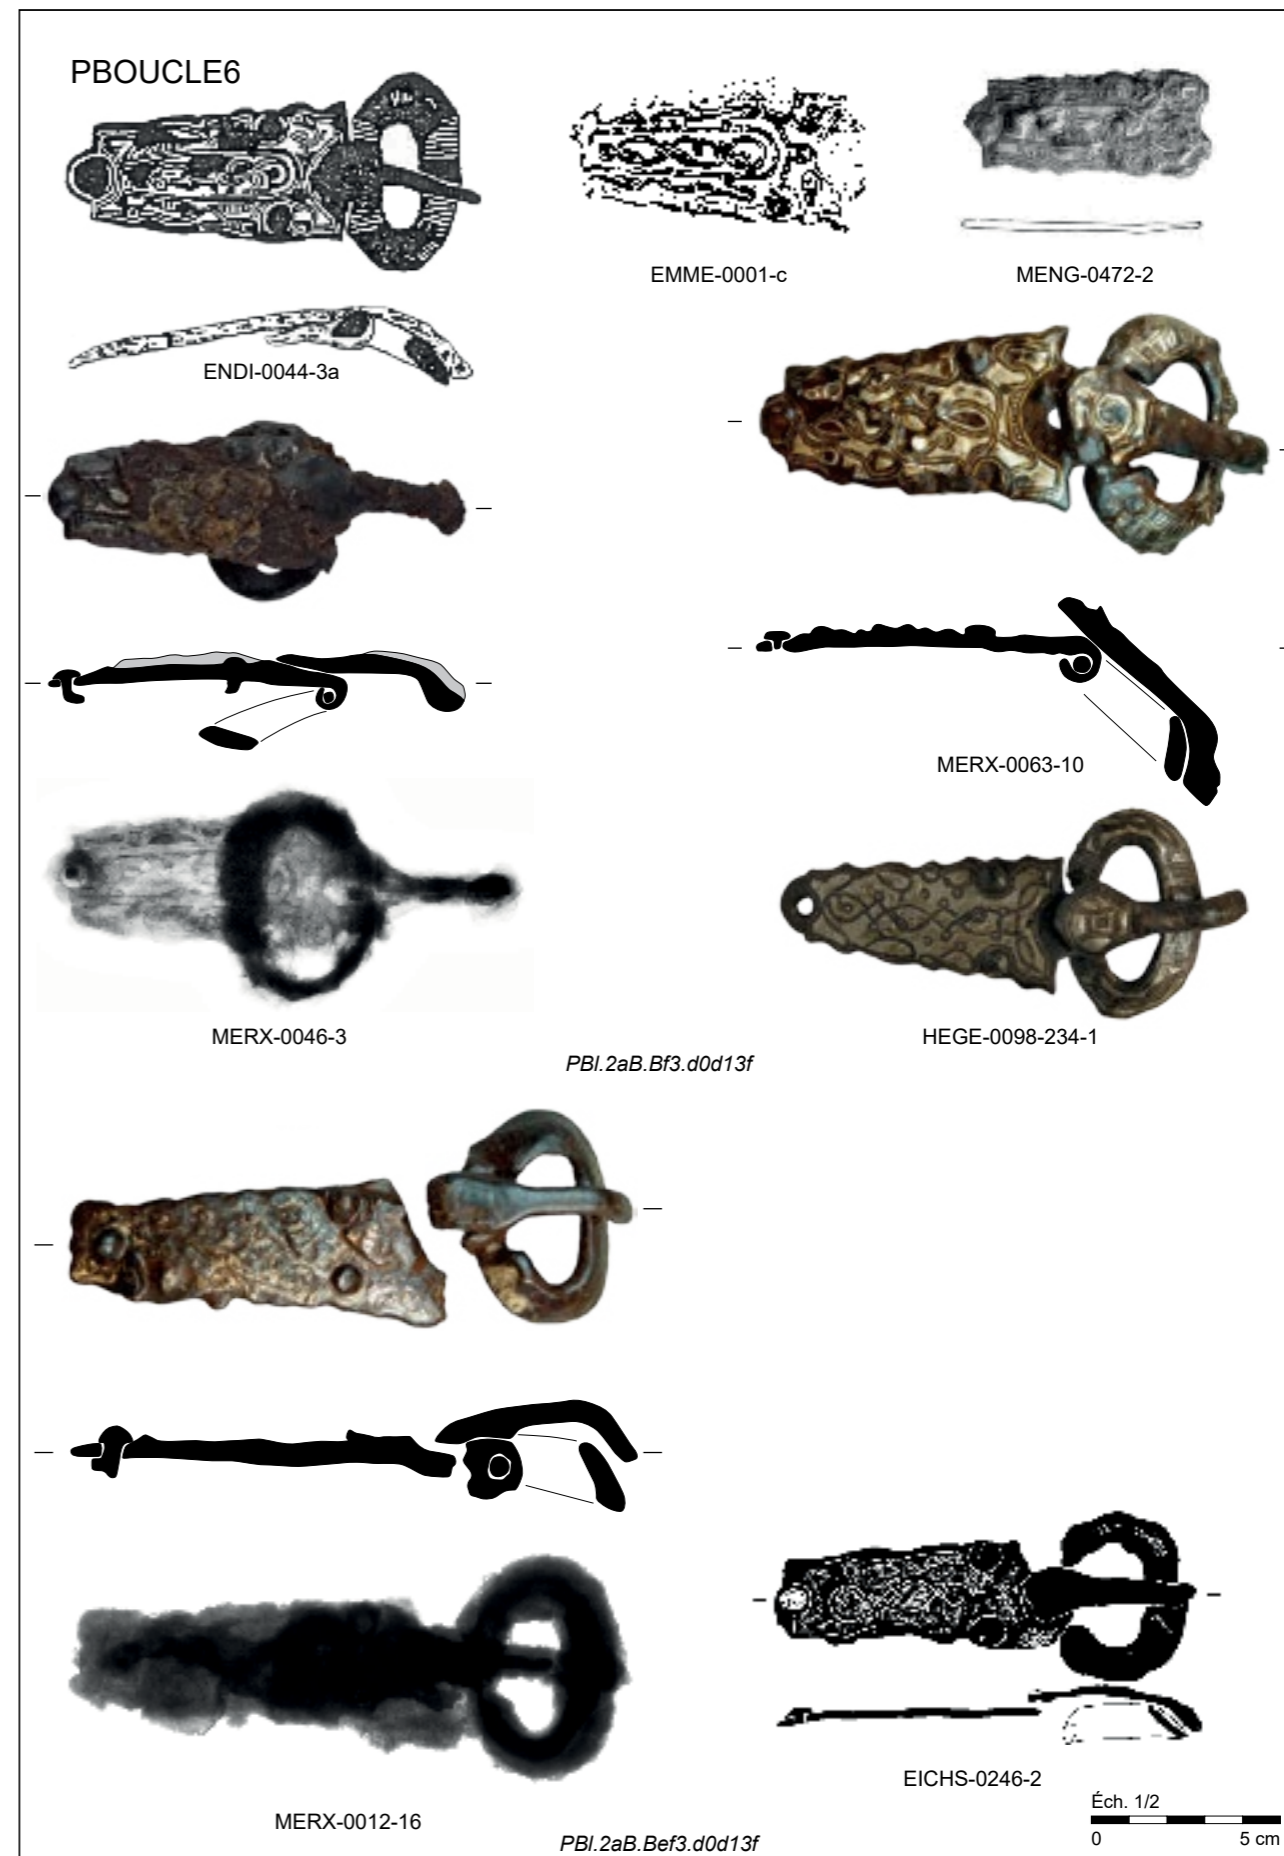 PBOUCLE6
EMME-0001-c
MENG-0472-2
ENDI-0044-3a
MERX-0063-10
MERX-0046-3
HEGE-0098-234-1
PBl.2aB.Bf3.d0d13f
EICHS-0246-2
MERX-0012-16
PBl.2aB.Bef3.d0d13f
Éch. 1/2
0 5 cm